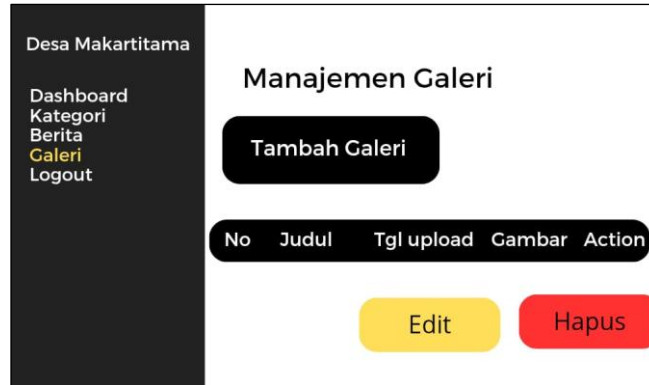 Desa Makartitama
Dashboard
Kategori
Berita
Galeri
Logout
Manajemen Galeri
Tambah Galeri
No Judul Tgl upload Gambar Action
Edit Hapus